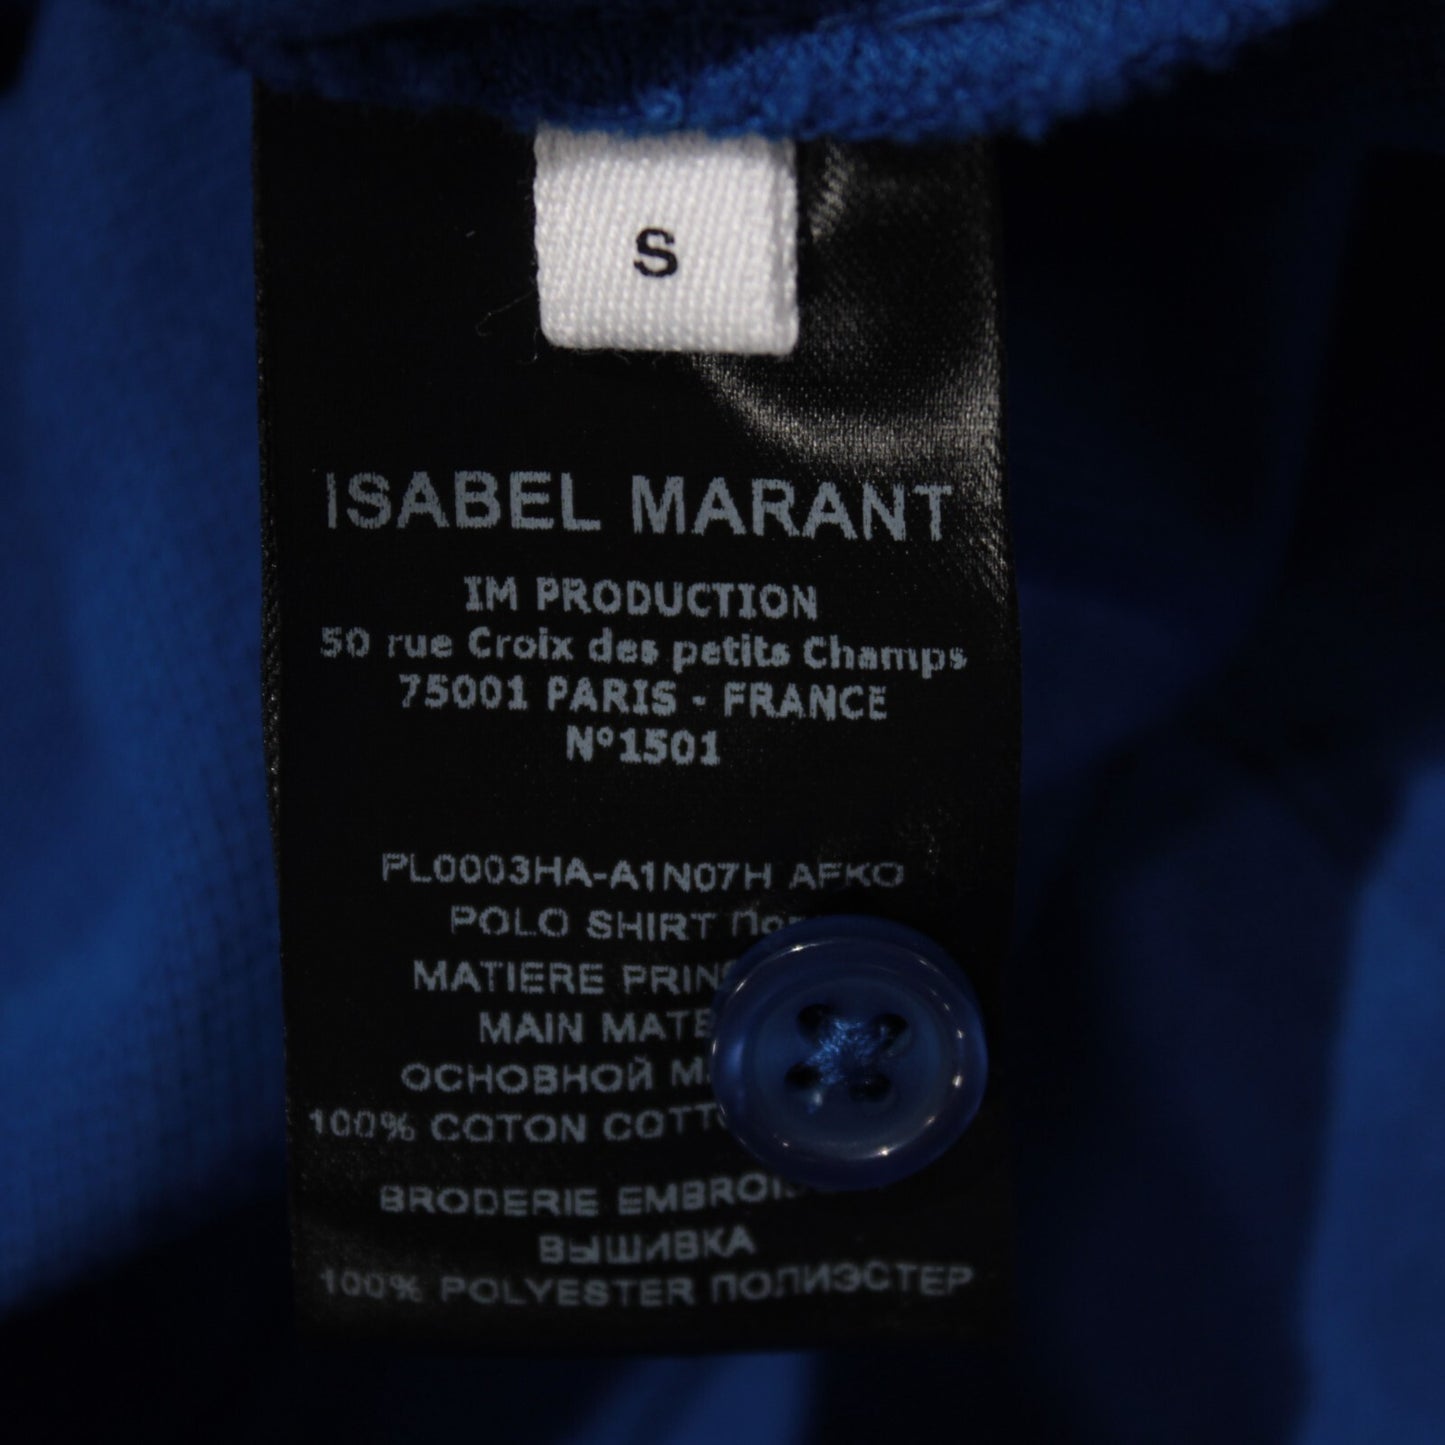 S
ISABEL MARANT
IM PRODUCTION
50 rue Croix des petits Champs
75001 PARIS - FRANCE
N°1501
PL0003HA-A1N07H AFKO
POLO SHIRT
MATIERE
MAIN
ОСНОВНОЙ
100% COTON
BRODERIE
ВЫШИВКА
100% POLYESTER ПОЛИЭСТЕР